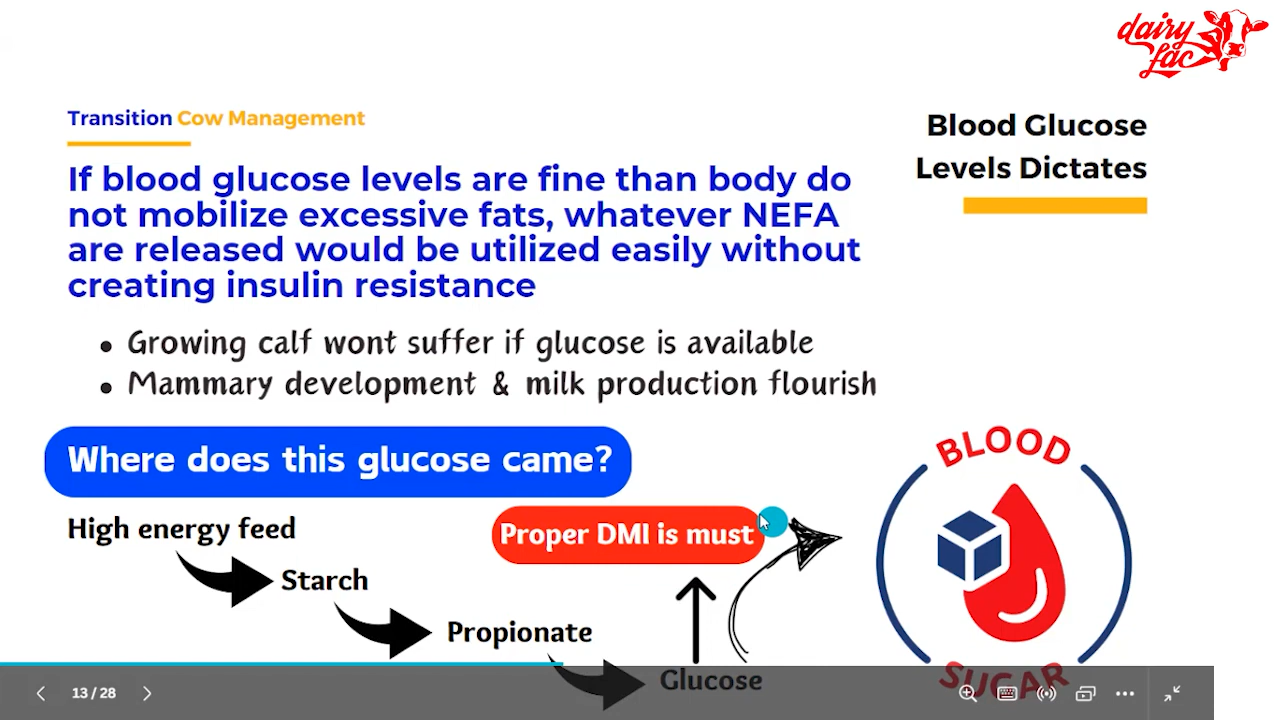 dairy
lac
Transition Cow Management
Blood Glucose
Levels Dictates
If blood glucose levels are fine than body do
not mobilize excessive fats, whatever NEFA
are released would be utilized easily without
creating insulin resistance
• Growing calf wont suffer if glucose is available
• Mammary development & milk production flourish
Where does this glucose came?
High energy feed
Proper DMI is must
Starch
Propionate
Glucose
BLOOD
SUGAR
13 / 28